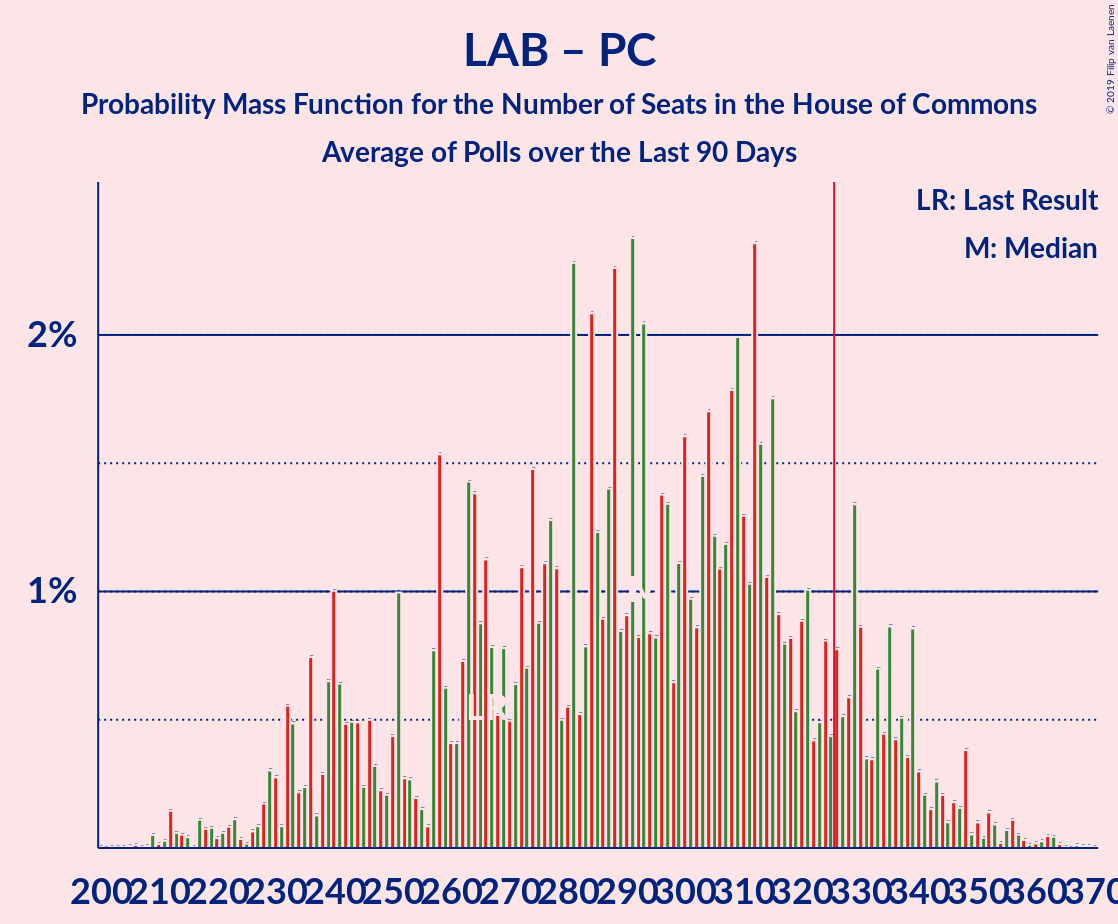 LAB – PC
Probability Mass Function for the Number of Seats in the House of Commons
Average of Polls over the Last 90 Days
© 2019 Filip van Laenen
LR: Last Result
M: Median
2%
1%
LR
M
200 210 220 230 240 250 260 270 280 290 300 310 320 330 340 350 360 370